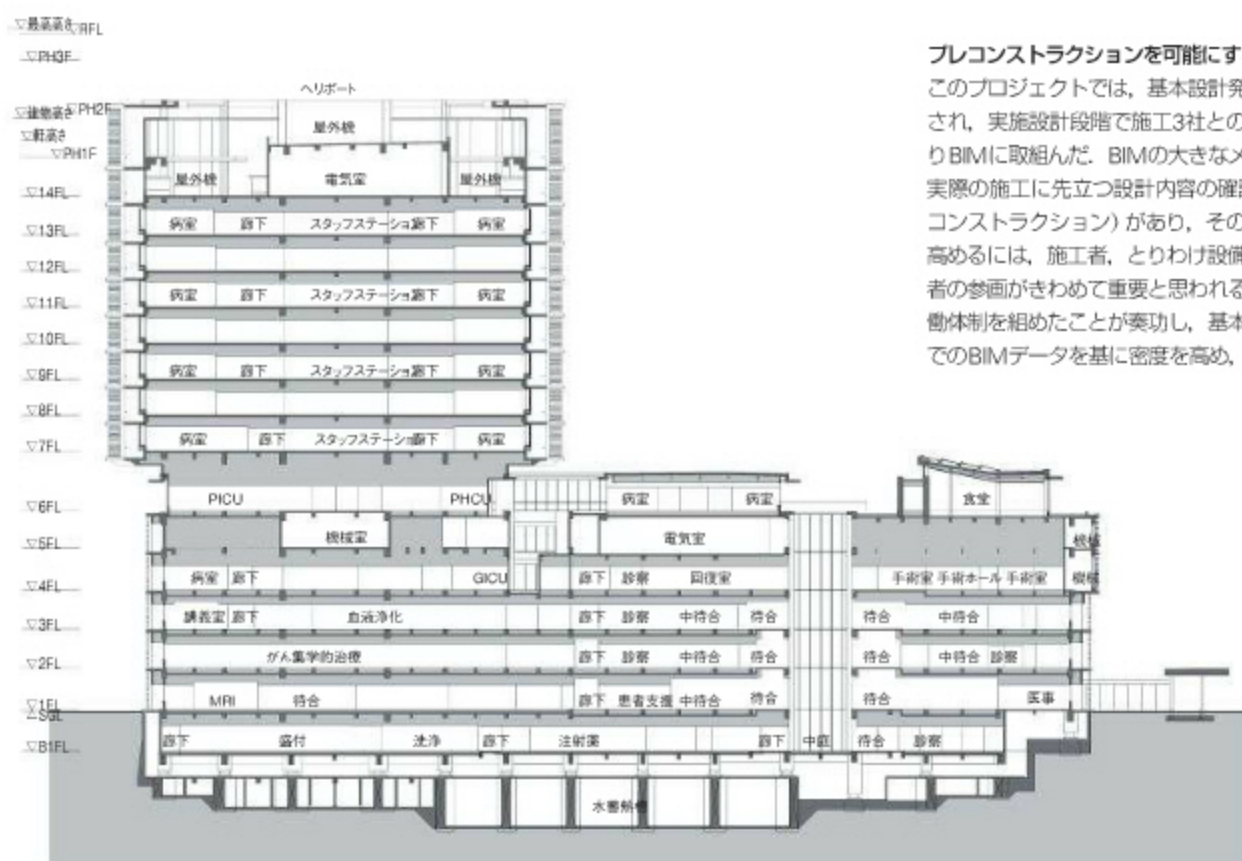 ▽最高高さ
▽RFL
▽PH3F
ヘリポート
▽建物高さ
▽PH2F
屋外機
▽軒高さ
▽PH1F
屋外機 電気室 屋外機
▽14FL
病室 廊下 スタッフステーション 廊下 病室
▽13FL
▽12FL
病室 廊下 スタッフステーション 廊下 病室
▽11FL
▽10FL
病室 廊下 スタッフステーション 廊下 病室
▽9FL
▽8FL
病室 廊下 スタッフステーション 廊下 病室
▽7FL
PICU PHCU 病室 病室 食堂
▽6FL
機械室 電気室 機械
▽5FL
病室 廊下 GICU 廊下 診察 回復室 手術室 手術ホール 手術室 機械
▽4FL
講義室 廊下 血液浄化 廊下 診察 中待合 待合 待合 中待合
▽3FL
がん集学的治療 廊下 診察 中待合 待合 待合 中待合 診察
▽2FL
MRI 待合 廊下 患者支援 中待合 待合 待合 医事
▽1FL
▽SGL
廊下 盛付 洗浄 廊下 注射薬 廊下 中庭 待合 診察
▽B1FL
水蓄熱槽
プレコンストラクションを可能にす
このプロジェクトでは，基本設計発
され，実施設計段階で施工3社との
りBIMに取組んだ．BIMの大きなメ
実際の施工に先立つ設計内容の確認
コンストラクション）があり，その
高めるには，施工者，とりわけ設備
者の参画がきわめて重要と思われる
働体制を組めたことが奏功し，基本
でのBIMデータを基に密度を高め，